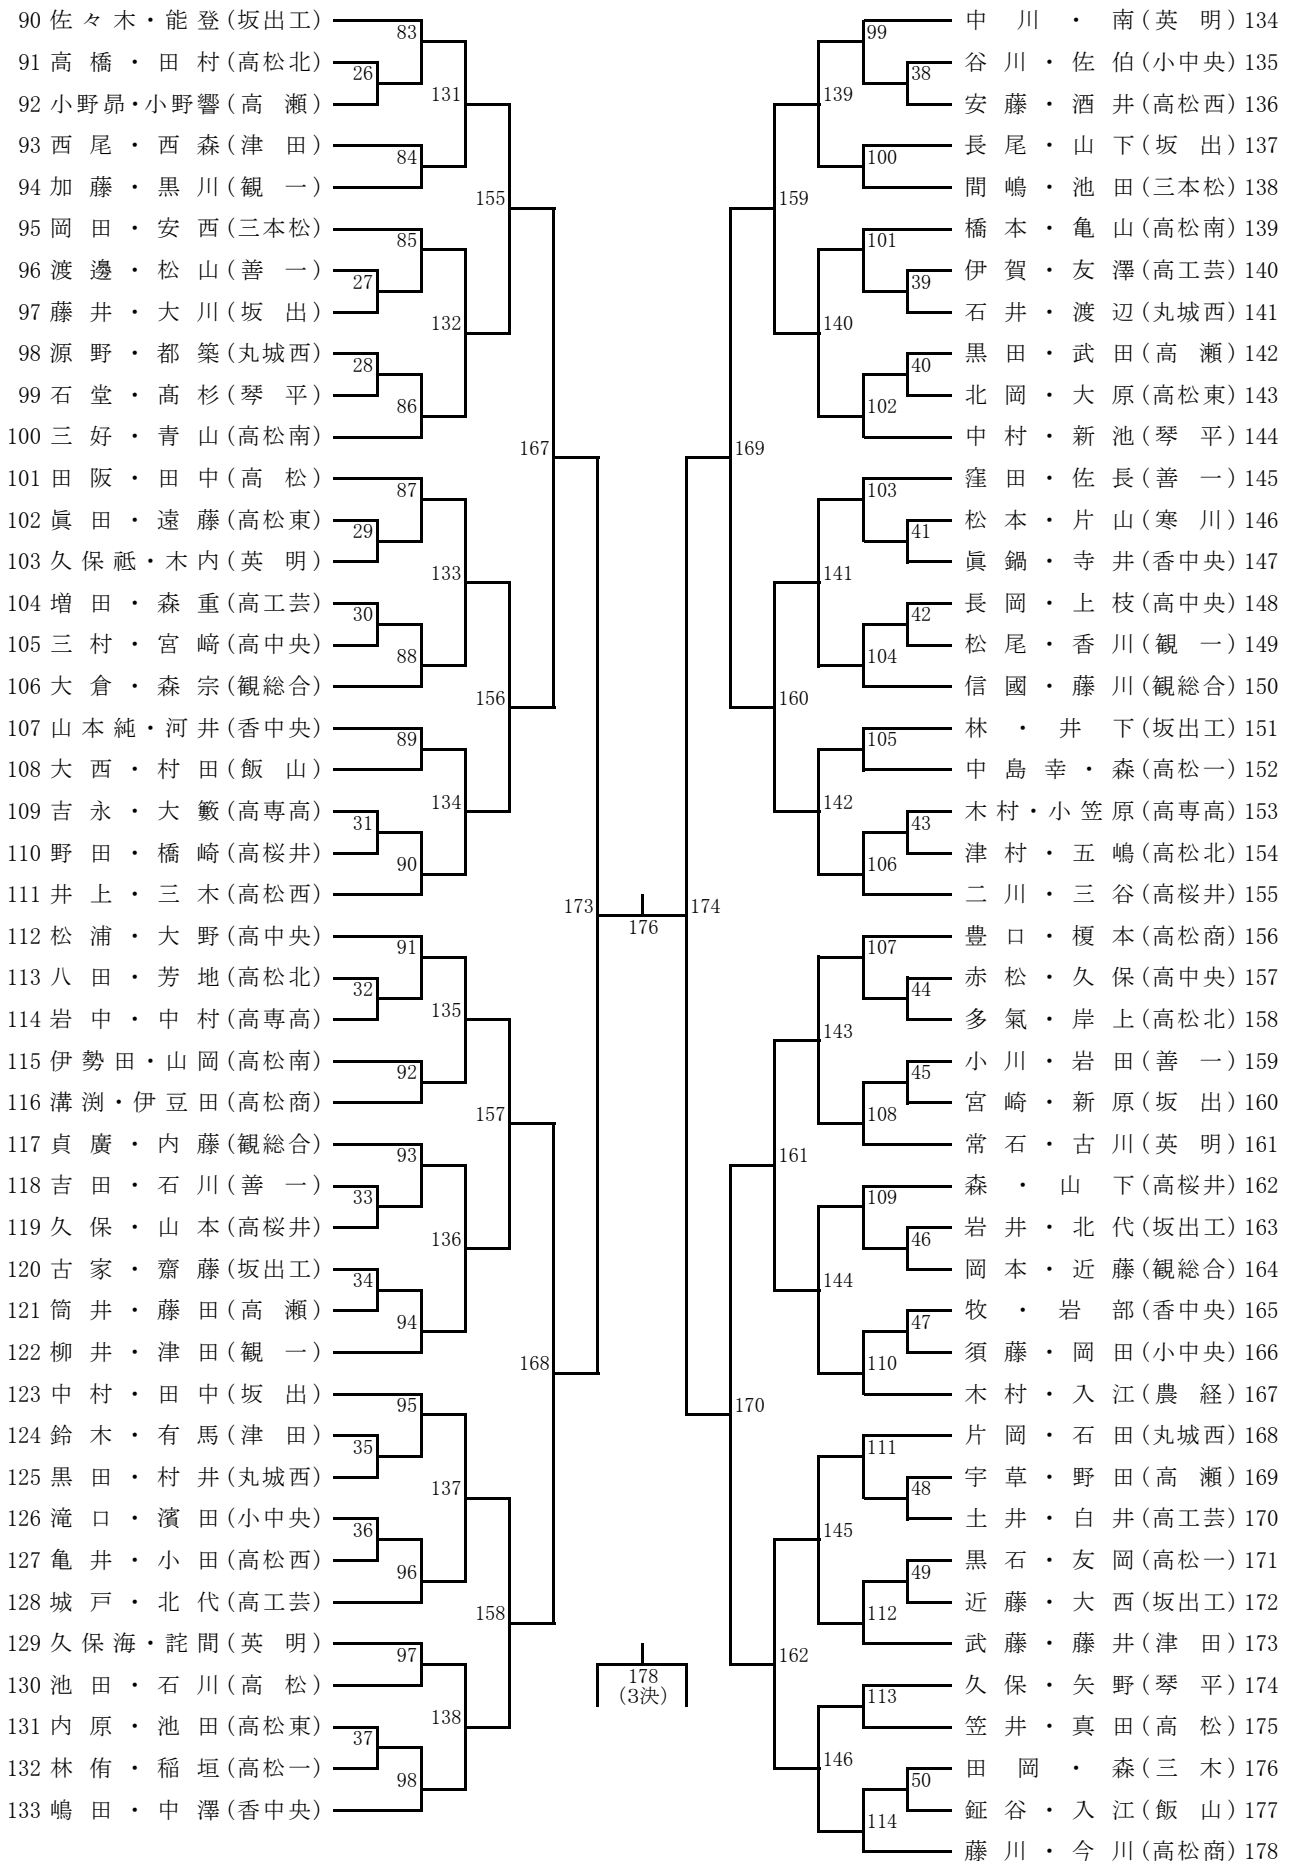 90 佐々木・能登(坂出工)
91 高橋・田村(高松北)
92 小野昴・小野響(高瀬)
93 西尾・西森(津田)
94 加藤・黒川(観一)
95 岡田・安西(三本松)
96 渡邊・松山(善一)
97 藤井・大川(坂出)
98 源野・都築(丸城西)
99 石堂・髙杉(琴平)
100 三好・青山(高松南)
101 田阪・田中(高松)
102 眞田・遠藤(高松東)
103 久保祗・木内(英明)
104 増田・森重(高工芸)
105 三村・宮﨑(高中央)
106 大倉・森宗(観総合)
107 山本純・河井(香中央)
108 大西・村田(飯山)
109 吉永・大籔(高専高)
110 野田・橋崎(高桜井)
111 井上・三木(高松西)
112 松浦・大野(高中央)
113 八田・芳地(高松北)
114 岩中・中村(高専高)
115 伊勢田・山岡(高松南)
116 溝渕・伊豆田(高松商)
117 貞廣・内藤(観総合)
118 吉田・石川(善一)
119 久保・山本(高桜井)
120 古家・齋藤(坂出工)
121 筒井・藤田(高瀬)
122 柳井・津田(観一)
123 中村・田中(坂出)
124 鈴木・有馬(津田)
125 黒田・村井(丸城西)
126 滝口・濱田(小中央)
127 亀井・小田(高松西)
128 城戸・北代(高工芸)
129 久保海・詫間(英明)
130 池田・石川(高松)
131 内原・池田(高松東)
132 林侑・稲垣(高松一)
133 嶋田・中澤(香中央)
83
26
131
84
155
85
27
132
28
86
167
87
29
133
30
88
156
89
134
31
90
173
91
32
135
92
157
93
33
136
34
94
168
95
35
137
36
96
158
97
138
37
98
176
178
(3決)
99
38
139
100
159
101
39
140
40
102
169
103
41
141
42
104
160
105
142
43
106
174
107
44
143
45
108
161
109
46
144
47
110
170
111
48
145
49
112
162
113
146
50
114
中川・南(英明)134
谷川・佐伯(小中央)135
安藤・酒井(高松西)136
長尾・山下(坂出)137
間嶋・池田(三本松)138
橋本・亀山(高松南)139
伊賀・友澤(高工芸)140
石井・渡辺(丸城西)141
黒田・武田(高瀬)142
北岡・大原(高松東)143
中村・新池(琴平)144
窪田・佐長(善一)145
松本・片山(寒川)146
眞鍋・寺井(香中央)147
長岡・上枝(高中央)148
松尾・香川(観一)149
信國・藤川(観総合)150
林・井下(坂出工)151
中島幸・森(高松一)152
木村・小笠原(高専高)153
津村・五嶋(高松北)154
二川・三谷(高桜井)155
豊口・榎本(高松商)156
赤松・久保(高中央)157
多氣・岸上(高松北)158
小川・岩田(善一)159
宮崎・新原(坂出)160
常石・古川(英明)161
森・山下(高桜井)162
岩井・北代(坂出工)163
岡本・近藤(観総合)164
牧・岩部(香中央)165
須藤・岡田(小中央)166
木村・入江(農経)167
片岡・石田(丸城西)168
宇草・野田(高瀬)169
土井・白井(高工芸)170
黒石・友岡(高松一)171
近藤・大西(坂出工)172
武藤・藤井(津田)173
久保・矢野(琴平)174
笠井・真田(高松)175
田岡・森(三木)176
鉦谷・入江(飯山)177
藤川・今川(高松商)178